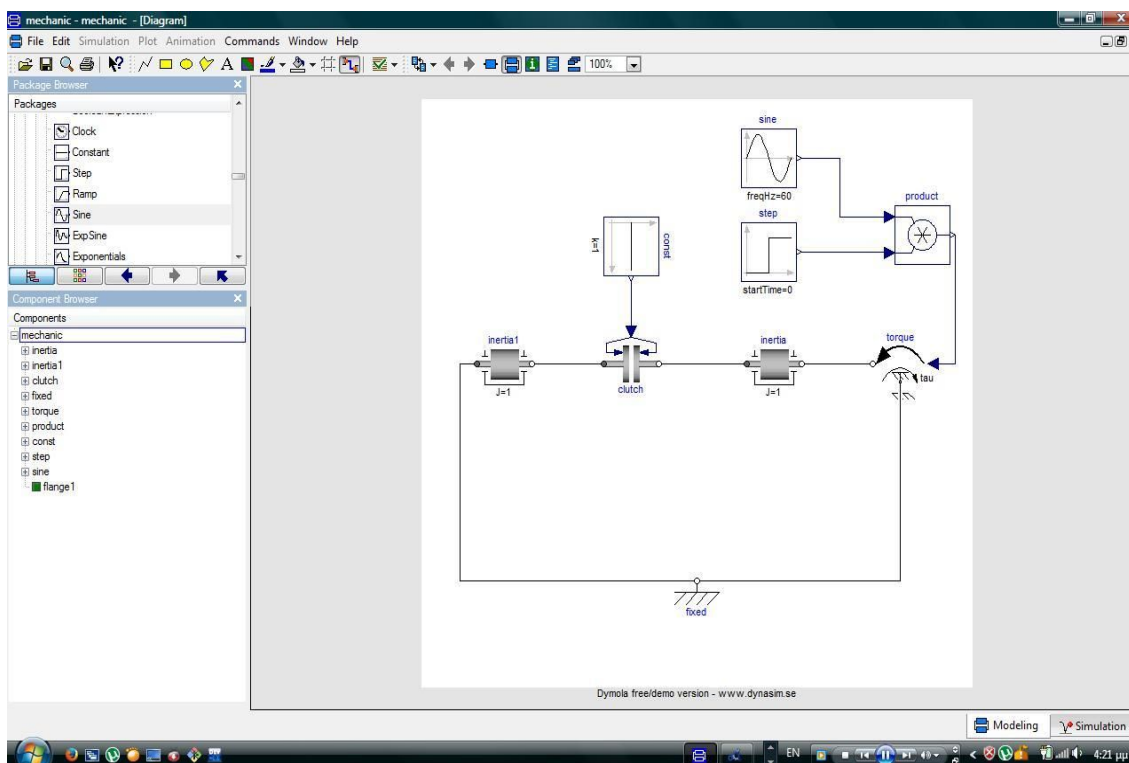 mechanic - mechanic - [Diagram]
File Edit Simulation Plot Animation Commands Window Help
A 100%
Package Browser
Packages
Clock
Constant
Step
Ramp
Sine
ExpSine
Exponentials
Component Browser
Components
mechanic
inertia
inertia1
clutch
fixed
torque
product
const
step
sine
flange1
sine
freqHz=60
product
step
startTime=0
const
k=1
inertia1
J=1
clutch
inertia
J=1
torque
tau
fixed
Dymola free/demo version - www.dynasim.se
Modeling
Simulation
EN
4:21 μμ